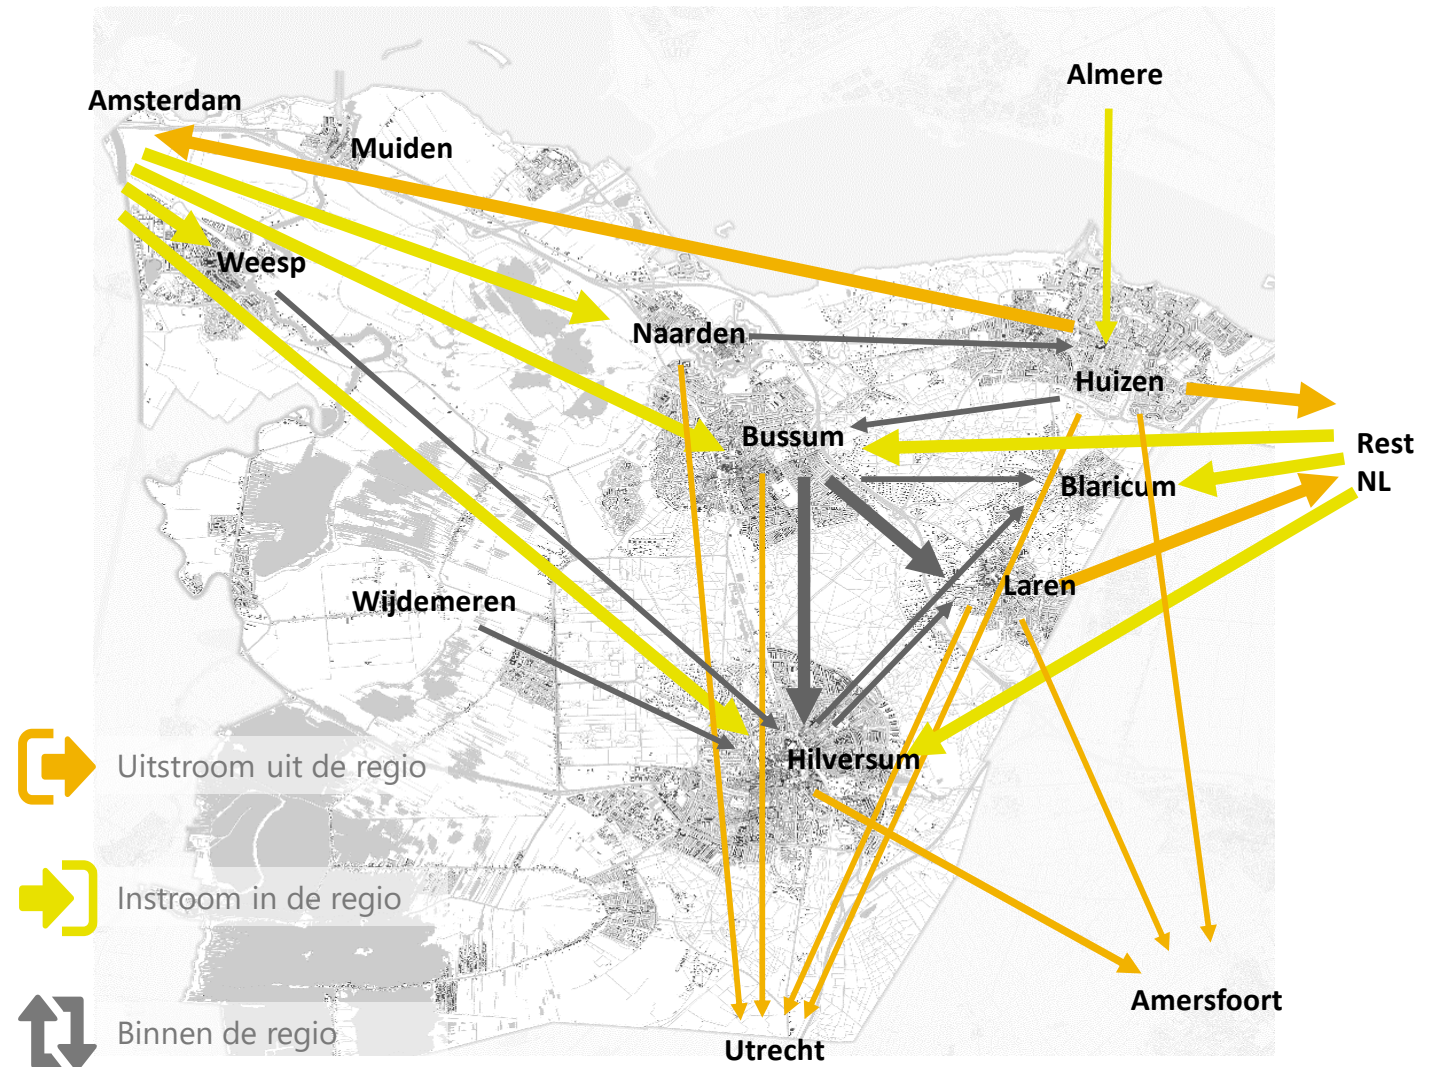 Almere
Amsterdam
Muiden
Weesp
Naarden
Huizen
Bussum
Rest
NL
Blaricum
Laren
Wijdemeren
Hilversum
Uitstroom uit de regio
Instroom in de regio
Amersfoort
Binnen de regio
Utrecht